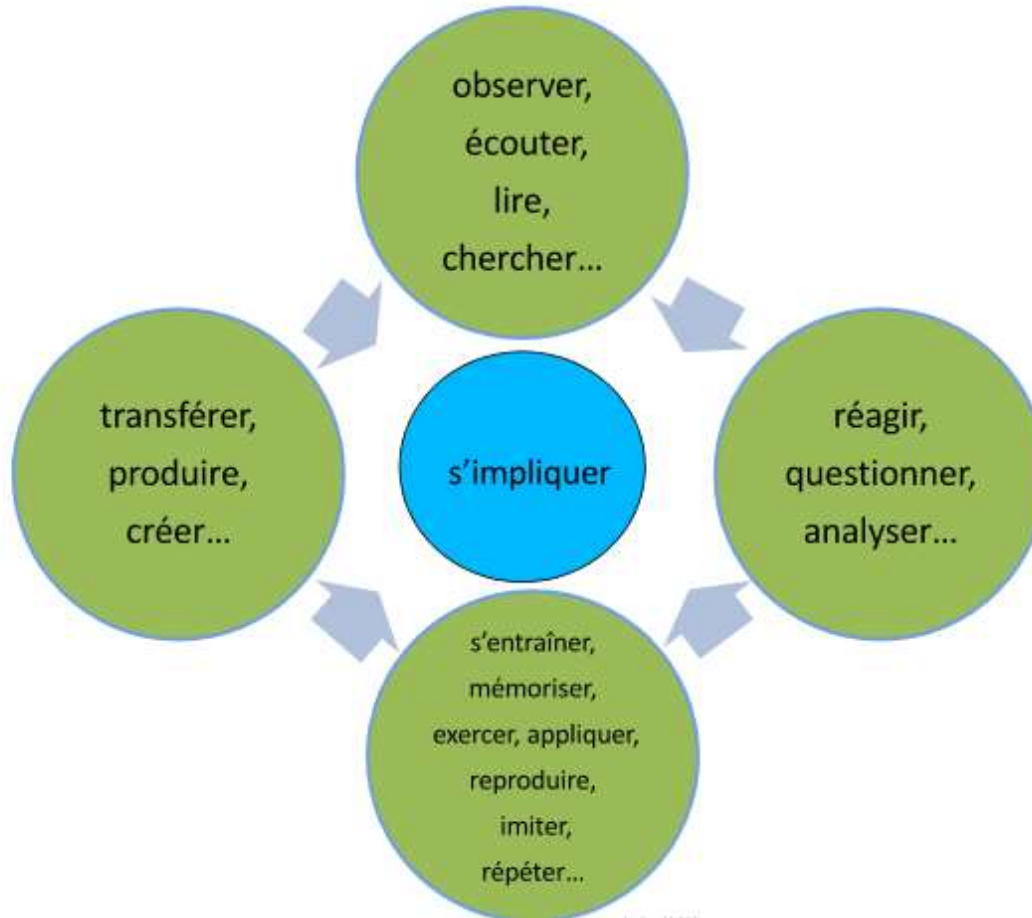 observer,
écouter,
lire,
chercher…
transférer,
produire,
créer…
s’impliquer
réagir,
questionner,
analyser…
s’entraîner,
mémoriser,
exercer, appliquer,
reproduire,
imiter,
répéter…